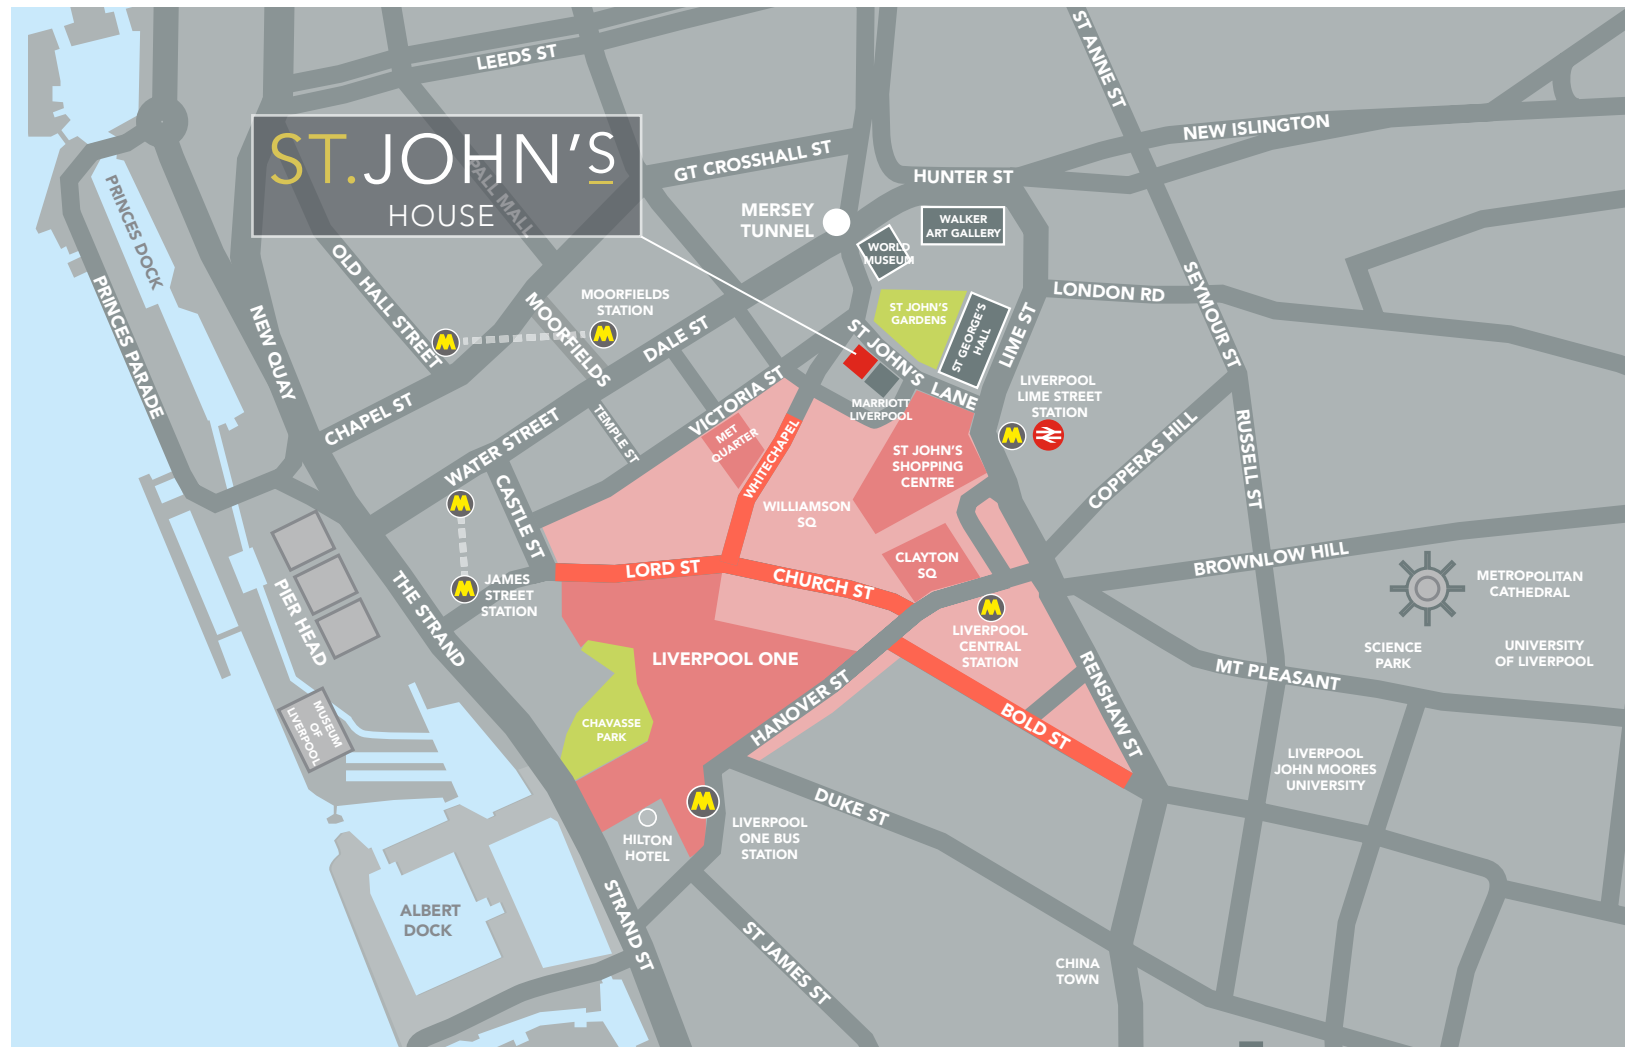 LEEDS ST
ST ANNE ST
NEW ISLINGTON
ST.JOHN'S
HOUSE
PALL MALL
GT CROSSHALL ST
HUNTER ST
PRINCES DOCK
MERSEY
TUNNEL
WALKER
ART GALLERY
WORLD
MUSEUM
OLD HALL STREET
PRINCES PARADE
NEW QUAY
MOORFIELDS
STATION
MOORFIELDS
DALE ST
ST JOHN'S
GARDENS
ST GEORGE'S
HALL
LIME ST
LONDON RD
SEYMOUR ST
ST JOHN'S LANE
LIVERPOOL
LIME STREET
STATION
MARRIOTT
LIVERPOOL
CHAPEL ST
VICTORIA ST
TEMPLE ST
MET
QUARTER
WHITECHAPEL
WATER STREET
CASTLE ST
ST JOHN'S
SHOPPING
CENTRE
WILLIAMSON
SQ
COPPERAS HILL
RUSSELL ST
CLAYTON
SQ
BROWNLOW HILL
LORD ST
CHURCH ST
JAMES
STREET
STATION
THE STRAND
PIER HEAD
METROPOLITAN
CATHEDRAL
LIVERPOOL
CENTRAL
STATION
SCIENCE
PARK
UNIVERSITY
OF LIVERPOOL
LIVERPOOL ONE
MT PLEASANT
RENSHAW ST
HANOVER ST
BOLD ST
CHAVASSE
PARK
MUSEUM
OF
LIVERPOOL
LIVERPOOL
JOHN MOORES
UNIVERSITY
DUKE ST
HILTON
HOTEL
LIVERPOOL
ONE BUS
STATION
ALBERT
DOCK
STRAND ST
ST JAMES ST
CHINA
TOWN